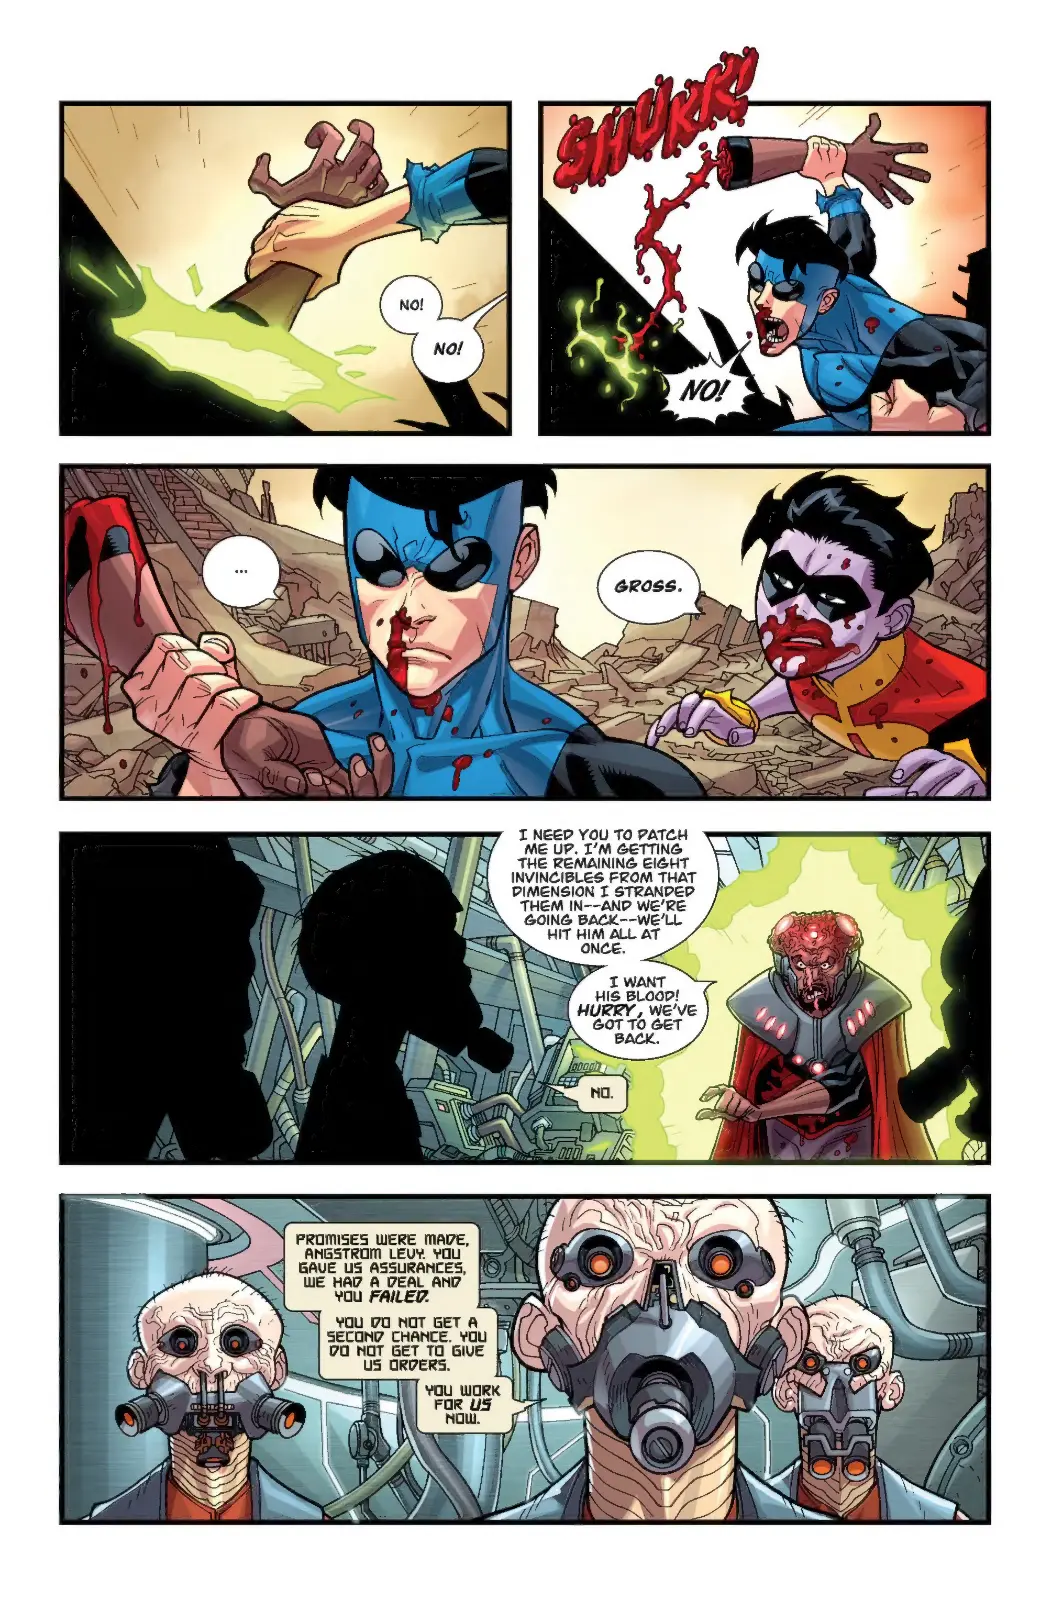 NO!
NO!
SHUKK!
NO!
...
GROSS.
I NEED YOU TO PATCH
ME UP. I'M GETTING
THE REMAINING EIGHT
INVINCIBLES FROM THAT
DIMENSION I STRANDED
THEM IN--AND WE'RE
GOING BACK--WE'LL
HIT HIM ALL AT
ONCE.
I WANT
HIS BLOOD!
HURRY, WE'VE
GOT TO GET
BACK.
NO.
PROMISES WERE MADE,
ANGSTROM LEVY. YOU
GAVE US ASSURANCES,
WE HAD A DEAL AND
YOU FAILED.
YOU DO NOT GET A
SECOND CHANCE. YOU
DO NOT GET TO GIVE
US ORDERS.
YOU WORK
FOR US
NOW.